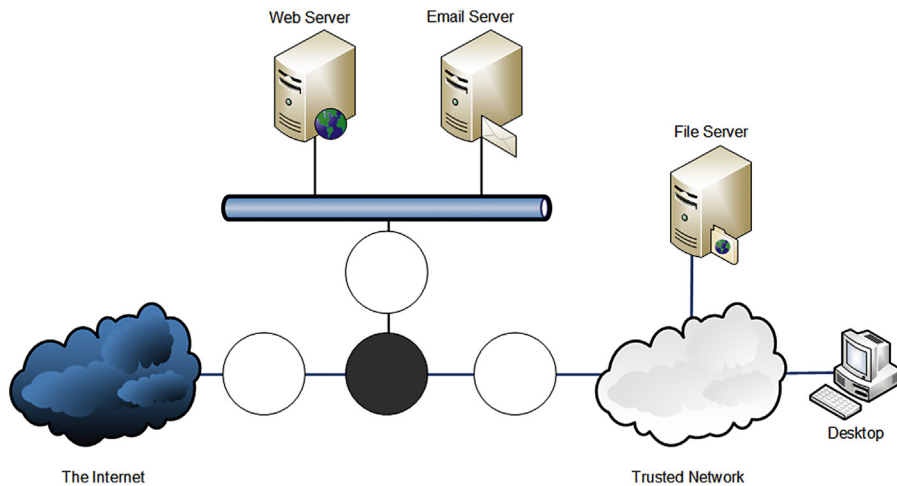 Web Server
Email Server
File Server
Desktop
The Internet
Trusted Network